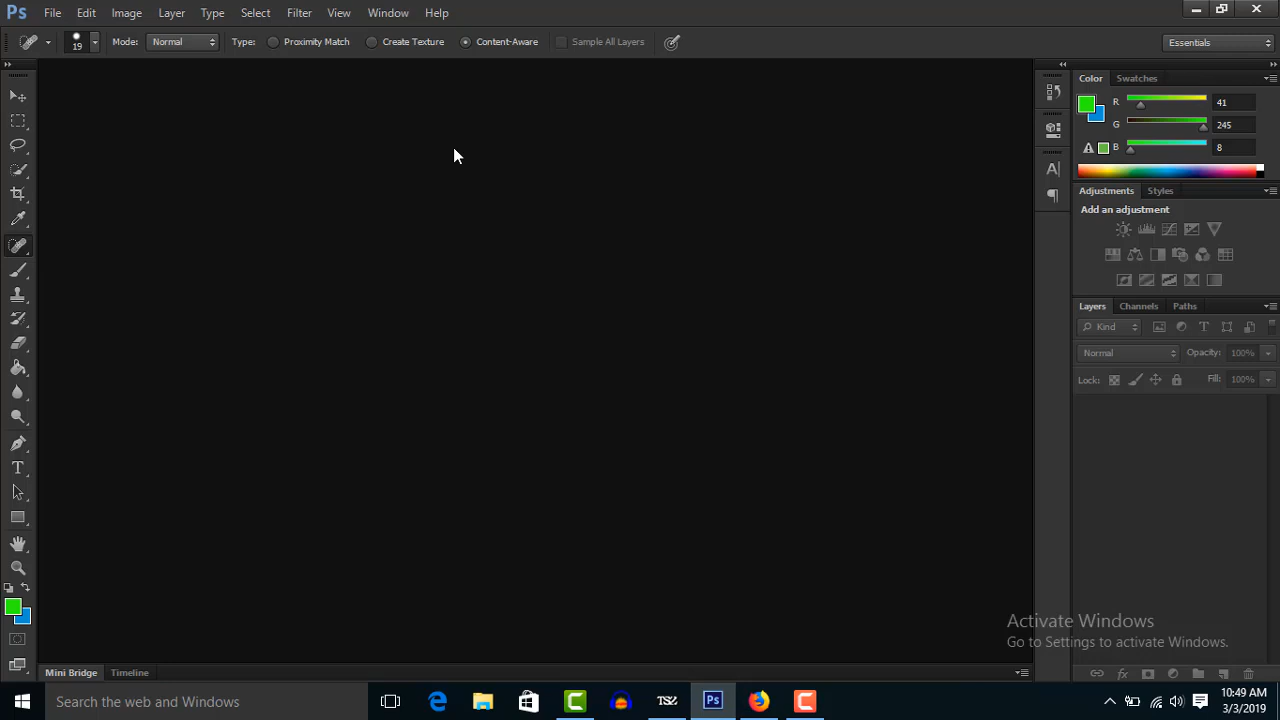 Ps File Edit Image Layer Type Select Filter View Window Help
19 Mode: Normal Type: Proximity Match Create Texture Content-Aware Sample All Layers Essentials
Color Swatches
R 41
G 245
B 8
Adjustments Styles
Add an adjustment
Layers Channels Paths
Kind T
Normal Opacity: 100%
Lock: Fill: 100%
A
T
Activate Windows
Go to Settings to activate Windows.
fx
Mini Bridge Timeline
Search the web and Windows
e
TSR
Ps
10:49 AM
3/3/2019